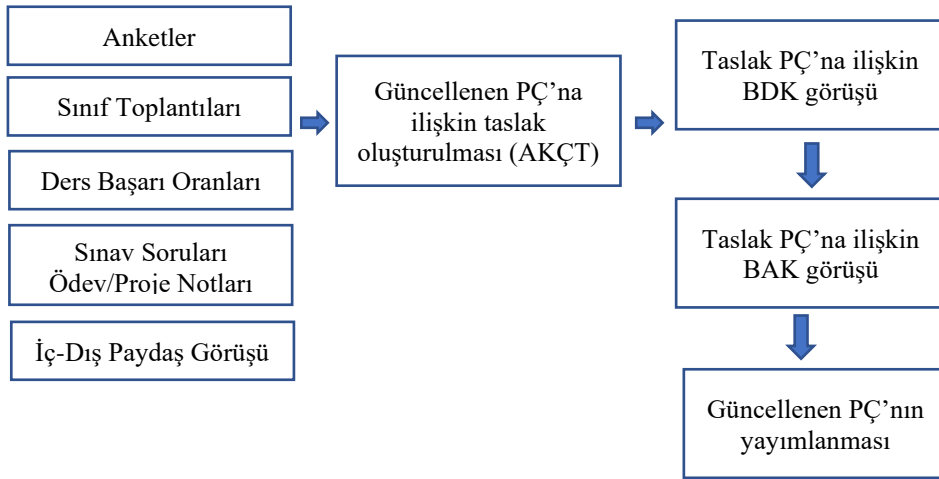 Anketler
Sınıf Toplantıları
Ders Başarı Oranları
Sınav Soruları
Ödev/Proje Notları
İç-Dış Paydaş Görüşü
Güncellenen PÇ’na
ilişkin taslak
oluşturulması (AKÇT)
Taslak PÇ’na ilişkin
BDK görüşü
Taslak PÇ’na ilişkin
BAK görüşü
Güncellenen PÇ’nın
yayımlanması